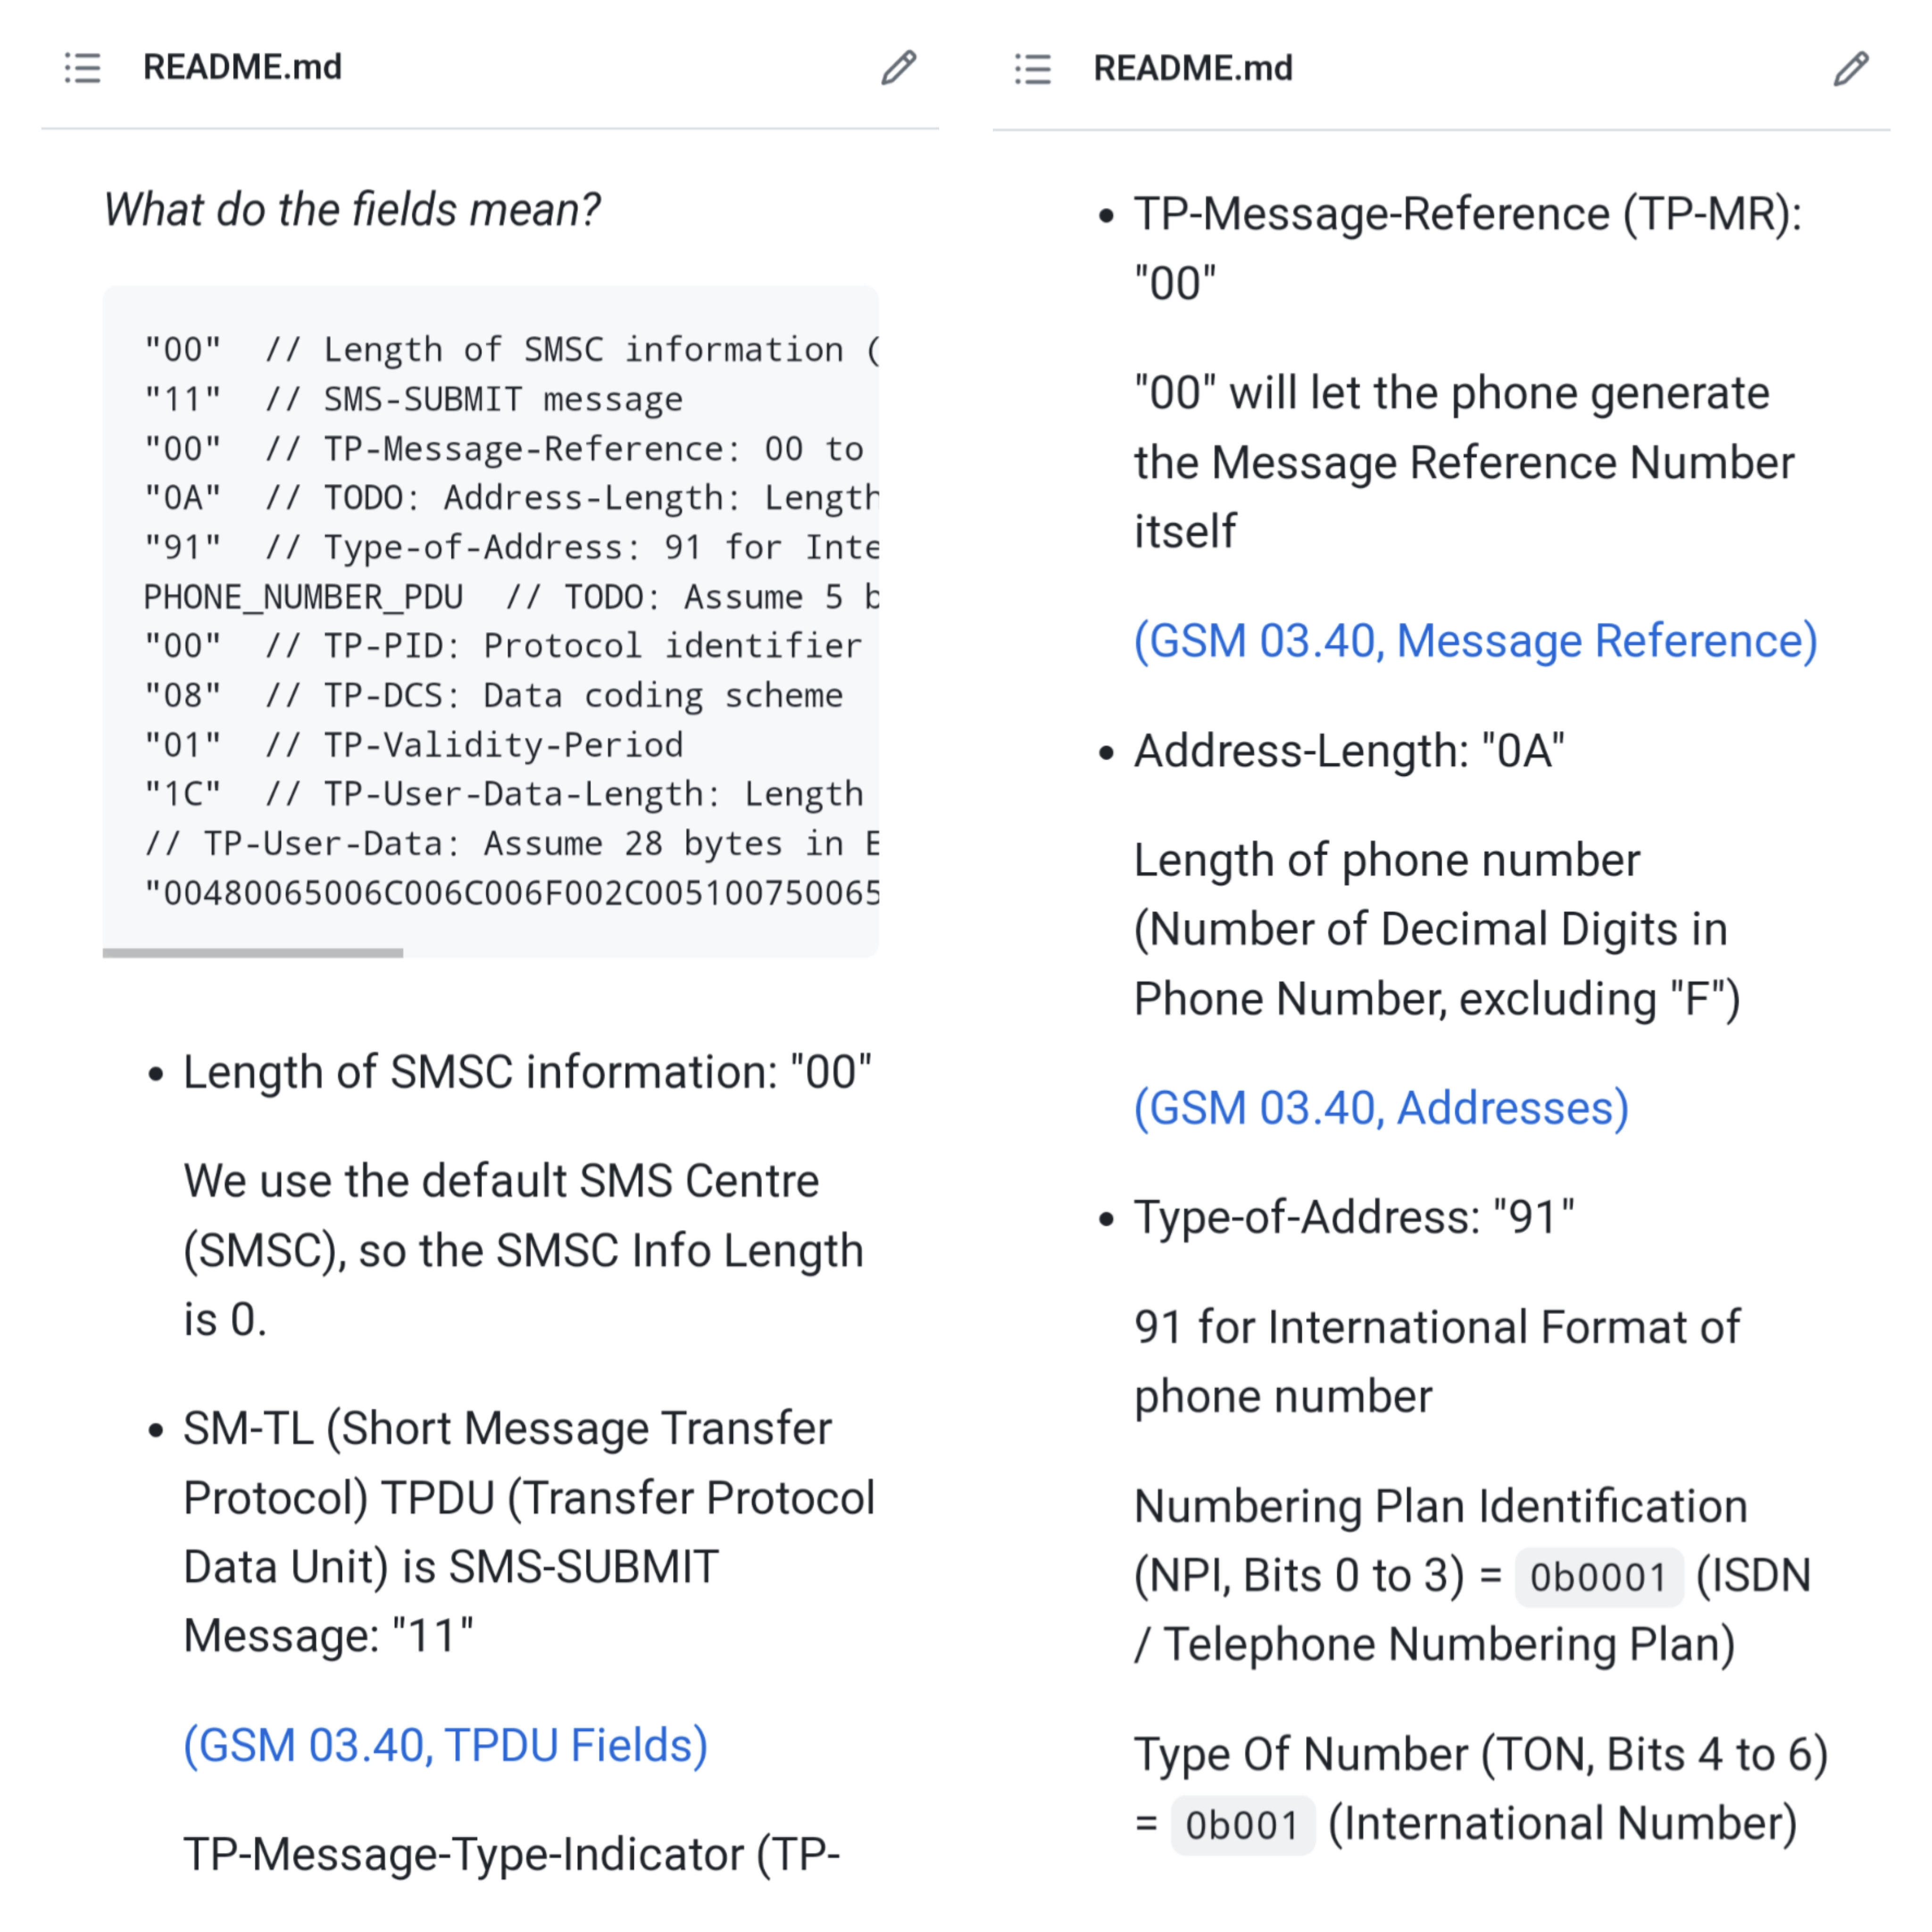 README.md
What do the fields mean?
"00"  // Length of SMSC information (
"11"  // SMS-SUBMIT message
"00"  // TP-Message-Reference: 00 to
"0A"  // TODO: Address-Length: Length
"91"  // Type-of-Address: 91 for Inte
PHONE_NUMBER_PDU  // TODO: Assume 5 b
"00"  // TP-PID: Protocol identifier
"08"  // TP-DCS: Data coding scheme
"01"  // TP-Validity-Period
"1C"  // TP-User-Data-Length: Length
// TP-User-Data: Assume 28 bytes in E
"00480065006C006C006F002C005100750065
• Length of SMSC information: "00"
We use the default SMS Centre
(SMSC), so the SMSC Info Length
is 0.
• SM-TL (Short Message Transfer
Protocol) TPDU (Transfer Protocol
Data Unit) is SMS-SUBMIT
Message: "11"
(GSM 03.40, TPDU Fields)
TP-Message-Type-Indicator (TP-
README.md
• TP-Message-Reference (TP-MR):
"00"
"00" will let the phone generate
the Message Reference Number
itself
(GSM 03.40, Message Reference)
• Address-Length: "0A"
Length of phone number
(Number of Decimal Digits in
Phone Number, excluding "F")
(GSM 03.40, Addresses)
• Type-of-Address: "91"
91 for International Format of
phone number
Numbering Plan Identification
(NPI, Bits 0 to 3) = 0b0001 (ISDN
/ Telephone Numbering Plan)
Type Of Number (TON, Bits 4 to 6)
= 0b001 (International Number)